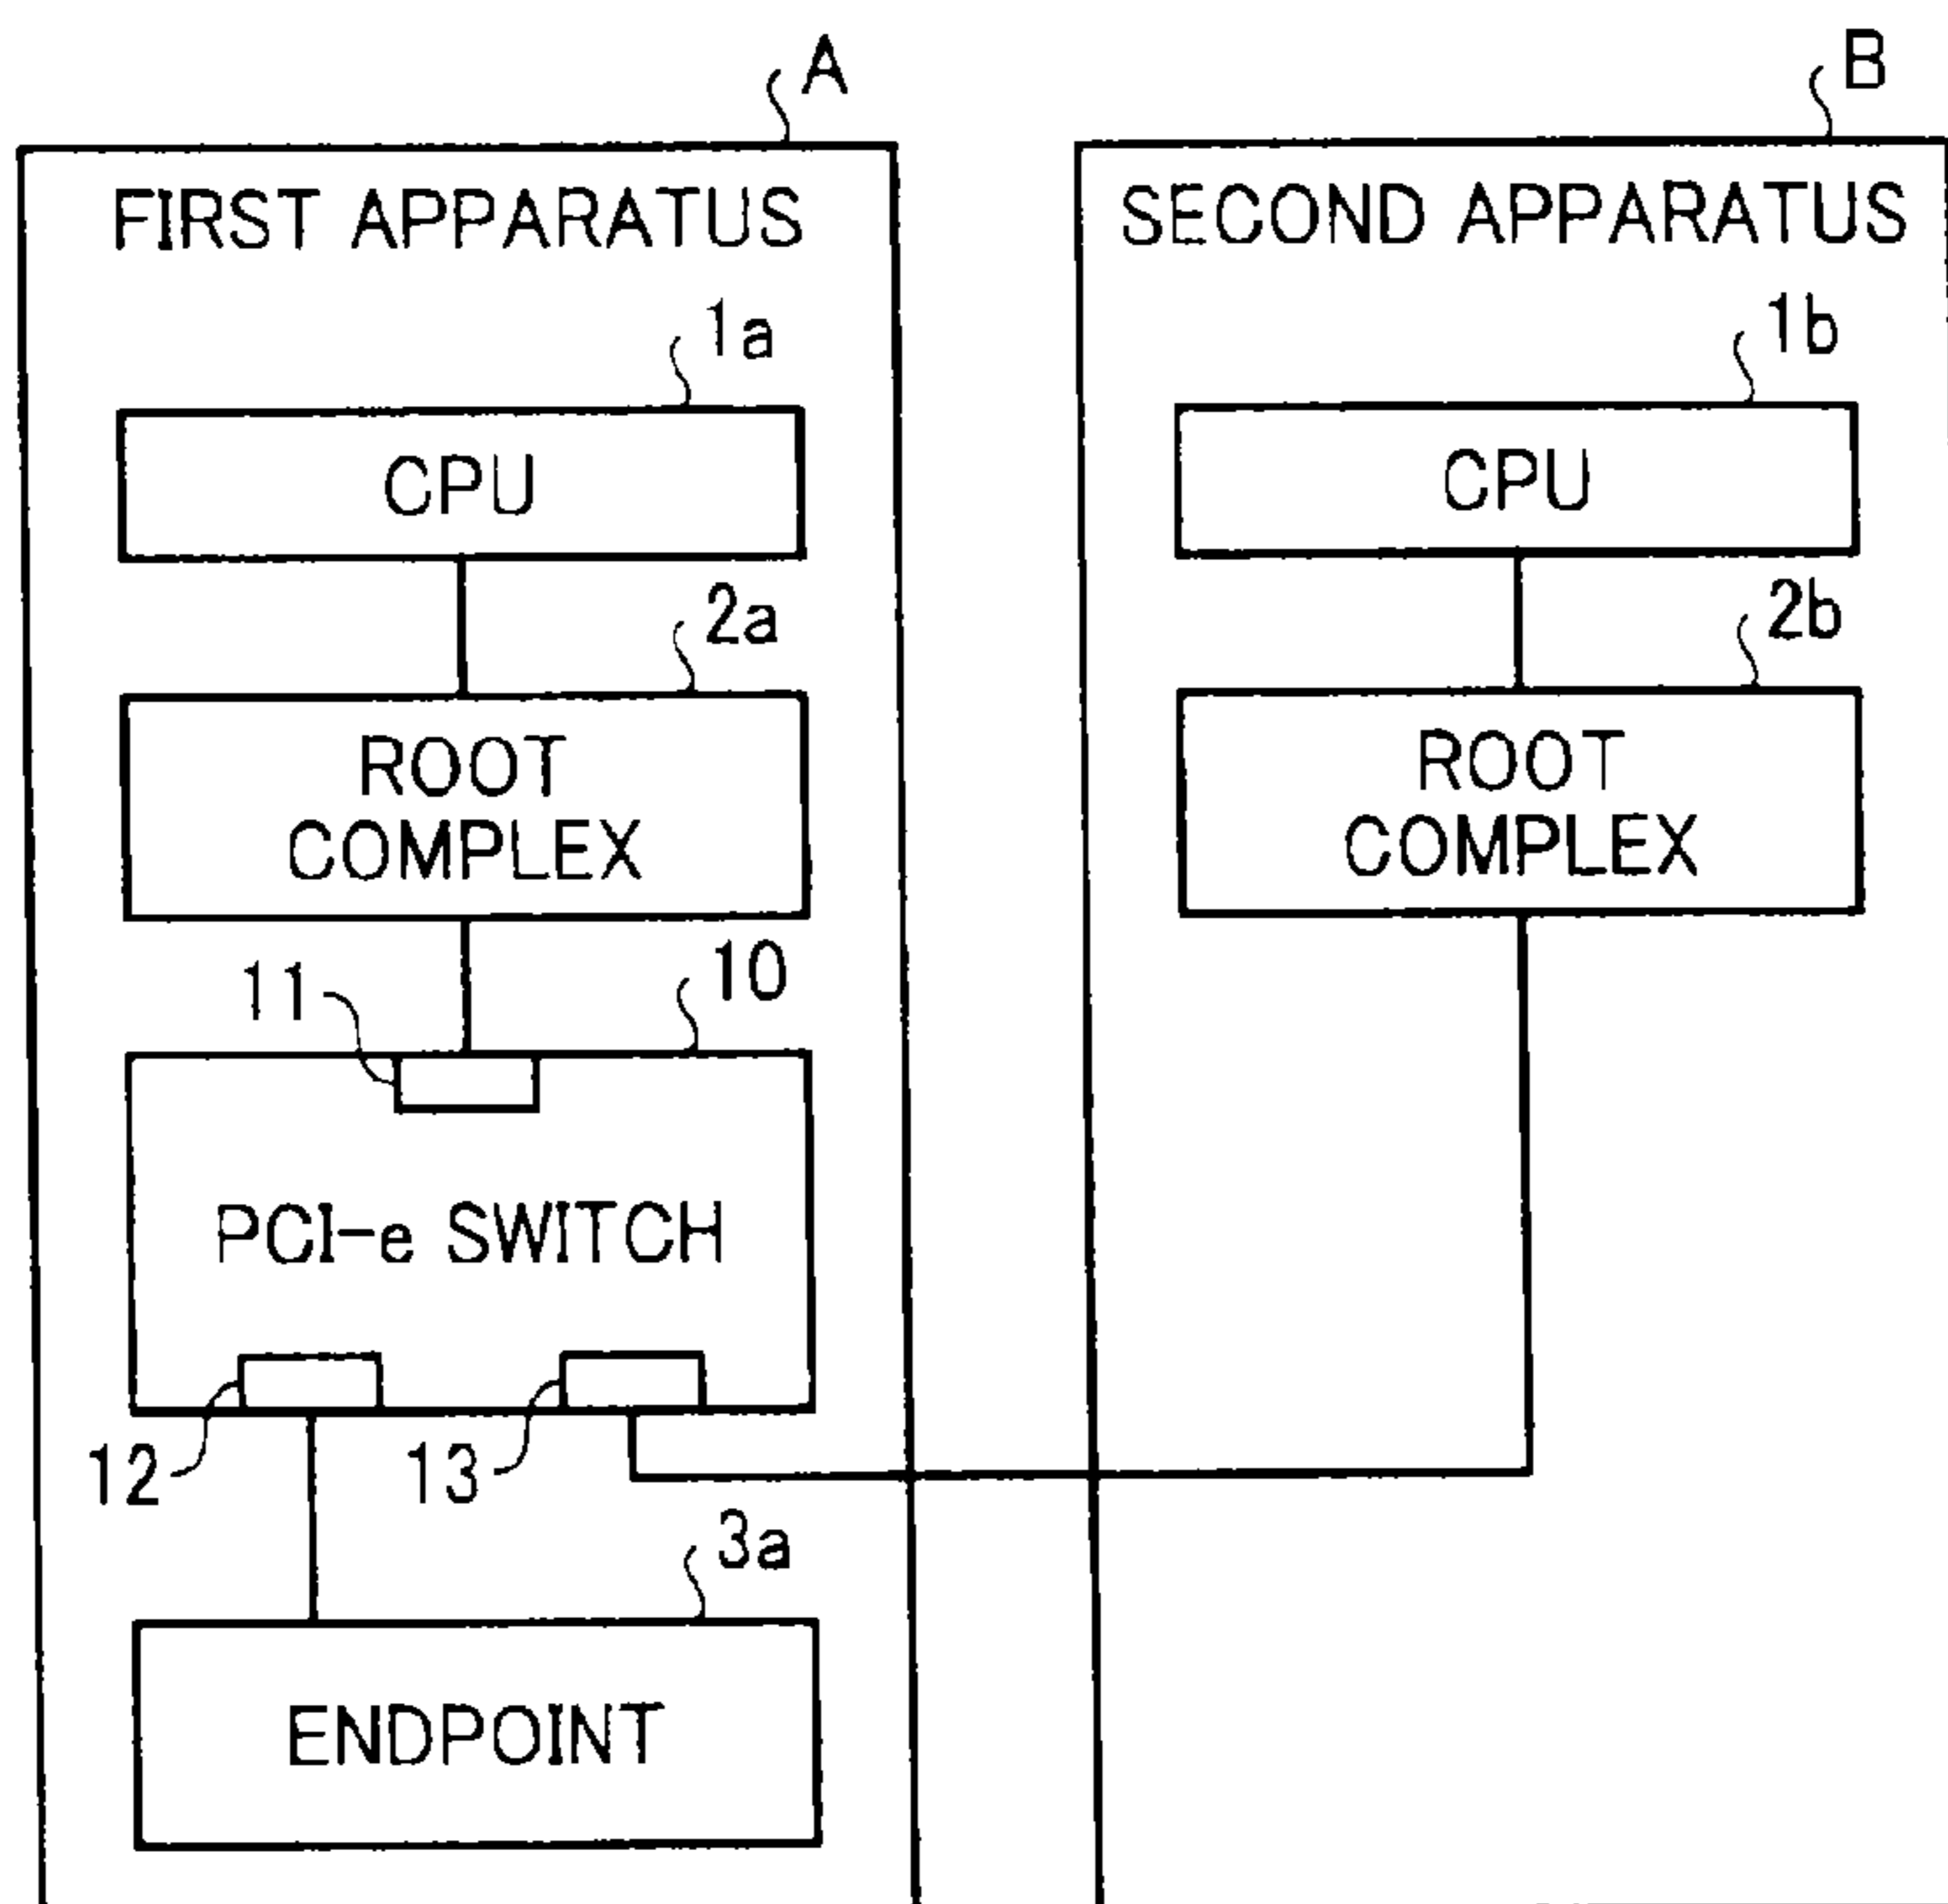 A
B
FIRST APPARATUS
SECOND APPARATUS
1a
1b
CPU
CPU
2a
2b
ROOT
COMPLEX
ROOT
COMPLEX
11
10
PCI-e SWITCH
12
13
3a
ENDPOINT